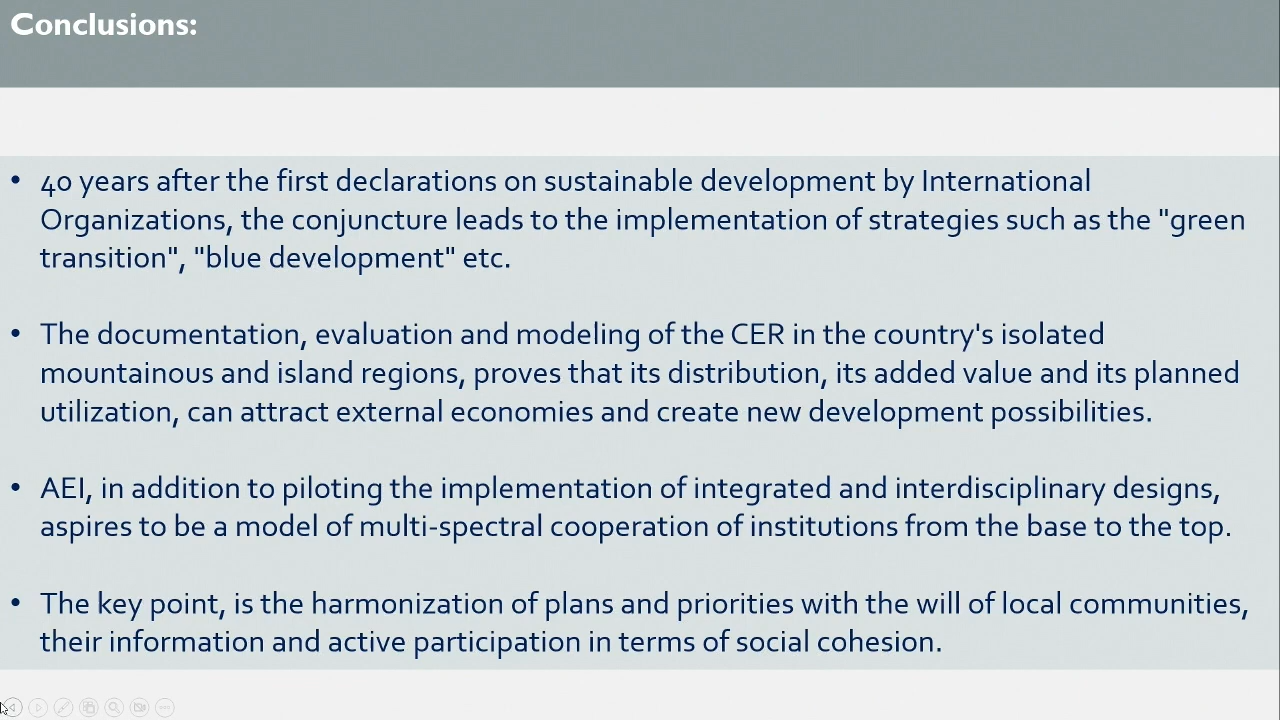 Conclusions:
• 40 years after the first declarations on sustainable development by International
Organizations, the conjuncture leads to the implementation of strategies such as the "green
transition", "blue development" etc.
• The documentation, evaluation and modeling of the CER in the country's isolated
mountainous and island regions, proves that its distribution, its added value and its planned
utilization, can attract external economies and create new development possibilities.
• AEI, in addition to piloting the implementation of integrated and interdisciplinary designs,
aspires to be a model of multi-spectral cooperation of institutions from the base to the top.
• The key point, is the harmonization of plans and priorities with the will of local communities,
their information and active participation in terms of social cohesion.